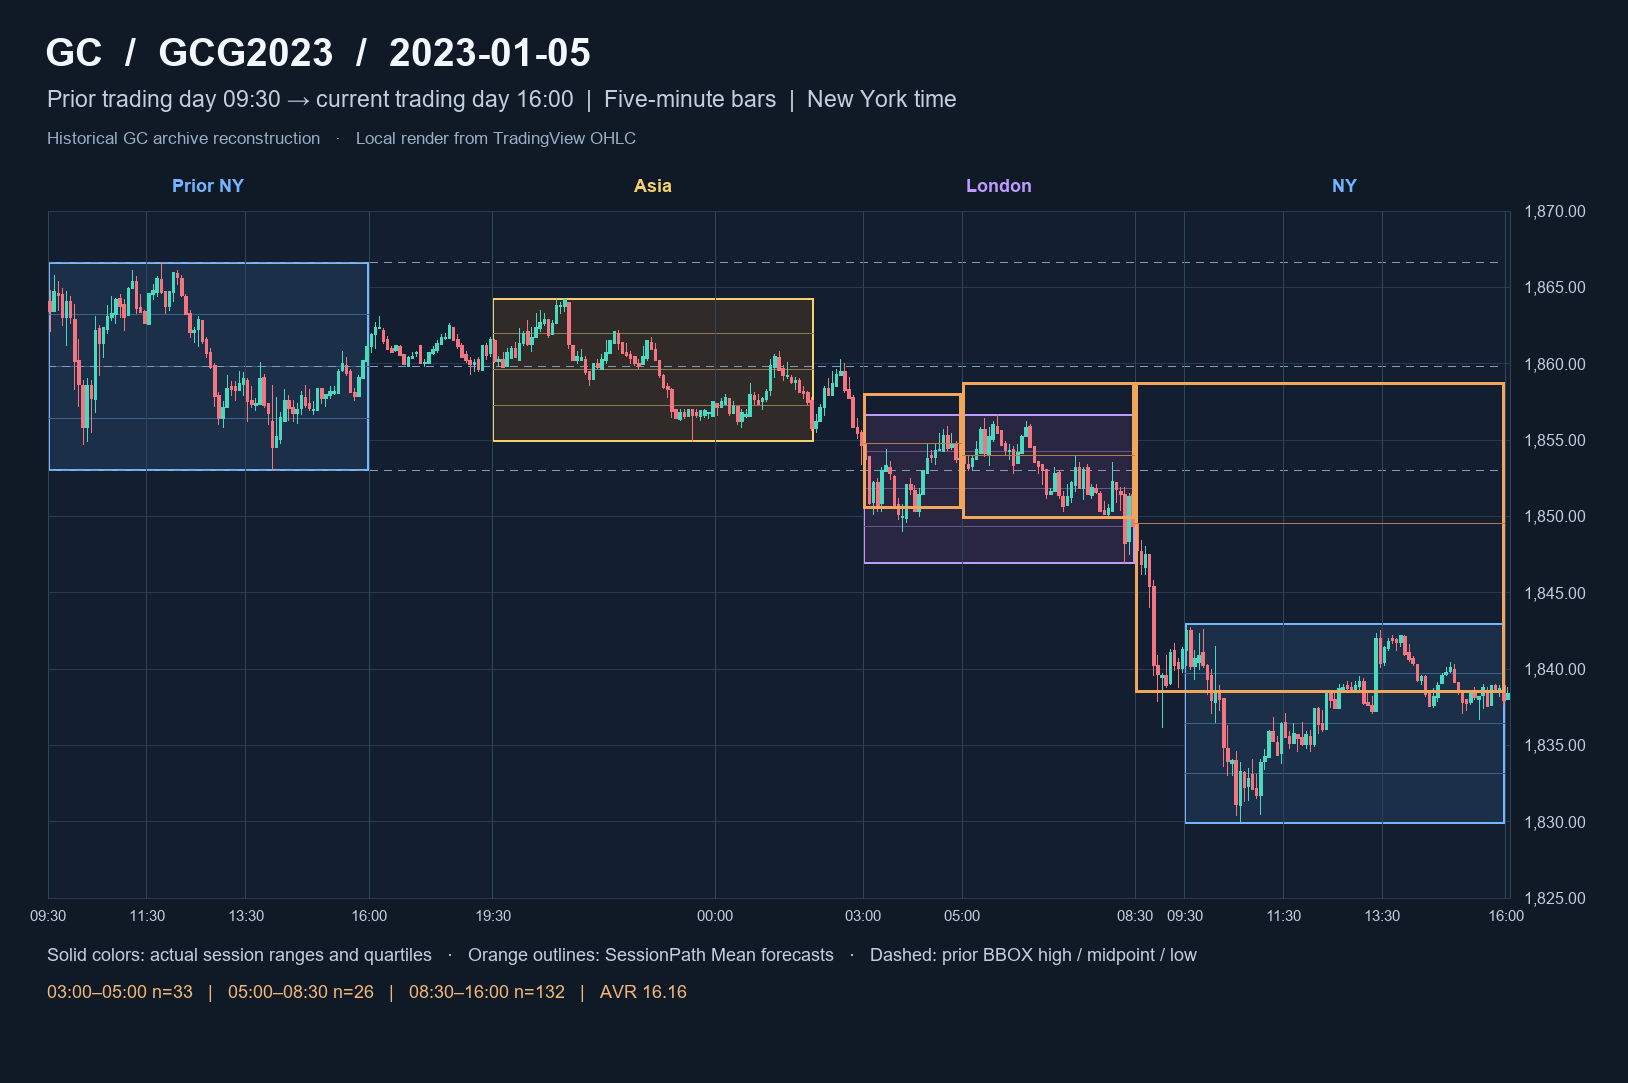 GC / GCG2023 / 2023-01-05
Prior trading day 09:30 → current trading day 16:00 | Five-minute bars | New York time
Historical GC archive reconstruction · Local render from TradingView OHLC
Prior NY Asia London NY
1,870.00
1,865.00
1,860.00
1,855.00
1,850.00
1,845.00
1,840.00
1,835.00
1,830.00
1,825.00
09:30 11:30 13:30 16:00 19:30 00:00 03:00 05:00 08:30 09:30 11:30 13:30 16:00
Solid colors: actual session ranges and quartiles · Orange outlines: SessionPath Mean forecasts · Dashed: prior BBOX high / midpoint / low
03:00–05:00 n=33 | 05:00–08:30 n=26 | 08:30–16:00 n=132 | AVR 16.16